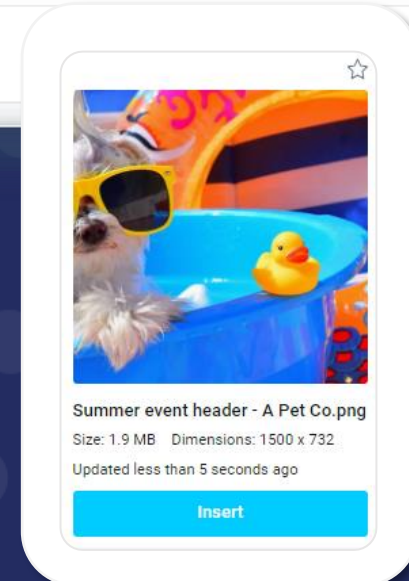 Summer event header - A Pet Co.png
Size: 1.9 MB Dimensions: 1500 x 732
Updated less than 5 seconds ago
Insert